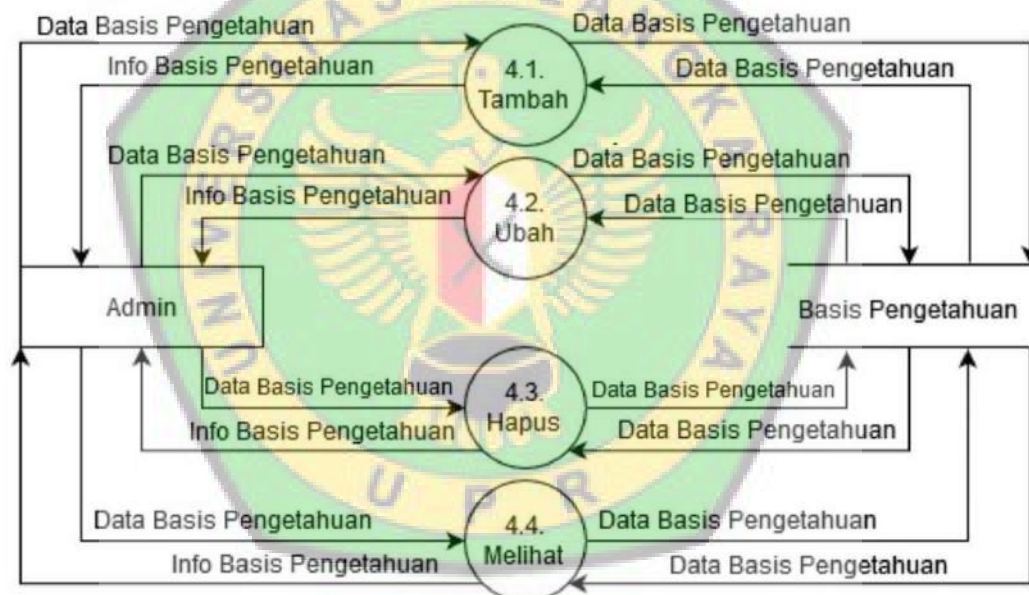 Data Basis Pengetahuan
Data Basis Pengetahuan
4.1.
Tambah
Info Basis Pengetahuan
Data Basis Pengetahuan
Data Basis Pengetahuan
Data Basis Pengetahuan
4.2.
Ubah
Info Basis Pengetahuan
Data Basis Pengetahuan
Admin
Basis Pengetahuan
Data Basis Pengetahuan
4.3.
Hapus
Data Basis Pengetahuan
Info Basis Pengetahuan
Data Basis Pengetahuan
Data Basis Pengetahuan
4.4.
Melihat
Data Basis Pengetahuan
Info Basis Pengetahuan
Data Basis Pengetahuan
UPR